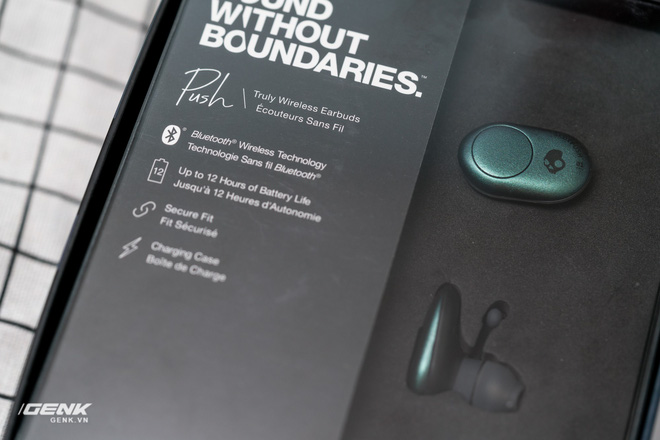 OUND
WITHOUT
BOUNDARIES.™
Push \ Truly Wireless Earbuds
Écouteurs Sans Fil
Bluetooth® Wireless Technology
Technologie Sans fil Bluetooth®
12
Up to 12 Hours of Battery Life
Jusqu'à 12 Heures d'Autonomie
Secure Fit
Fit Sécurisé
Charging Case
Boîte de Charge
/GENK
GENK.VN